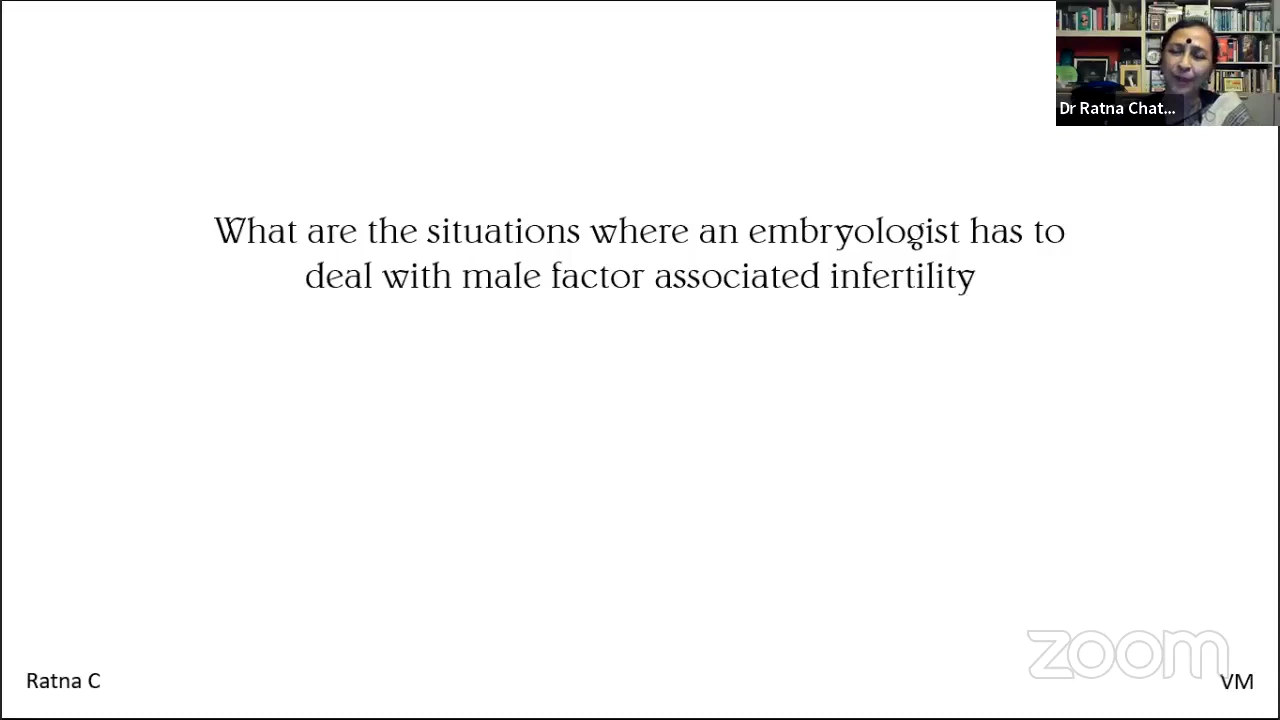 Dr Ratna Chat...
What are the situations where an embryologist has to
deal with male factor associated infertility
zoom
Ratna C
VM